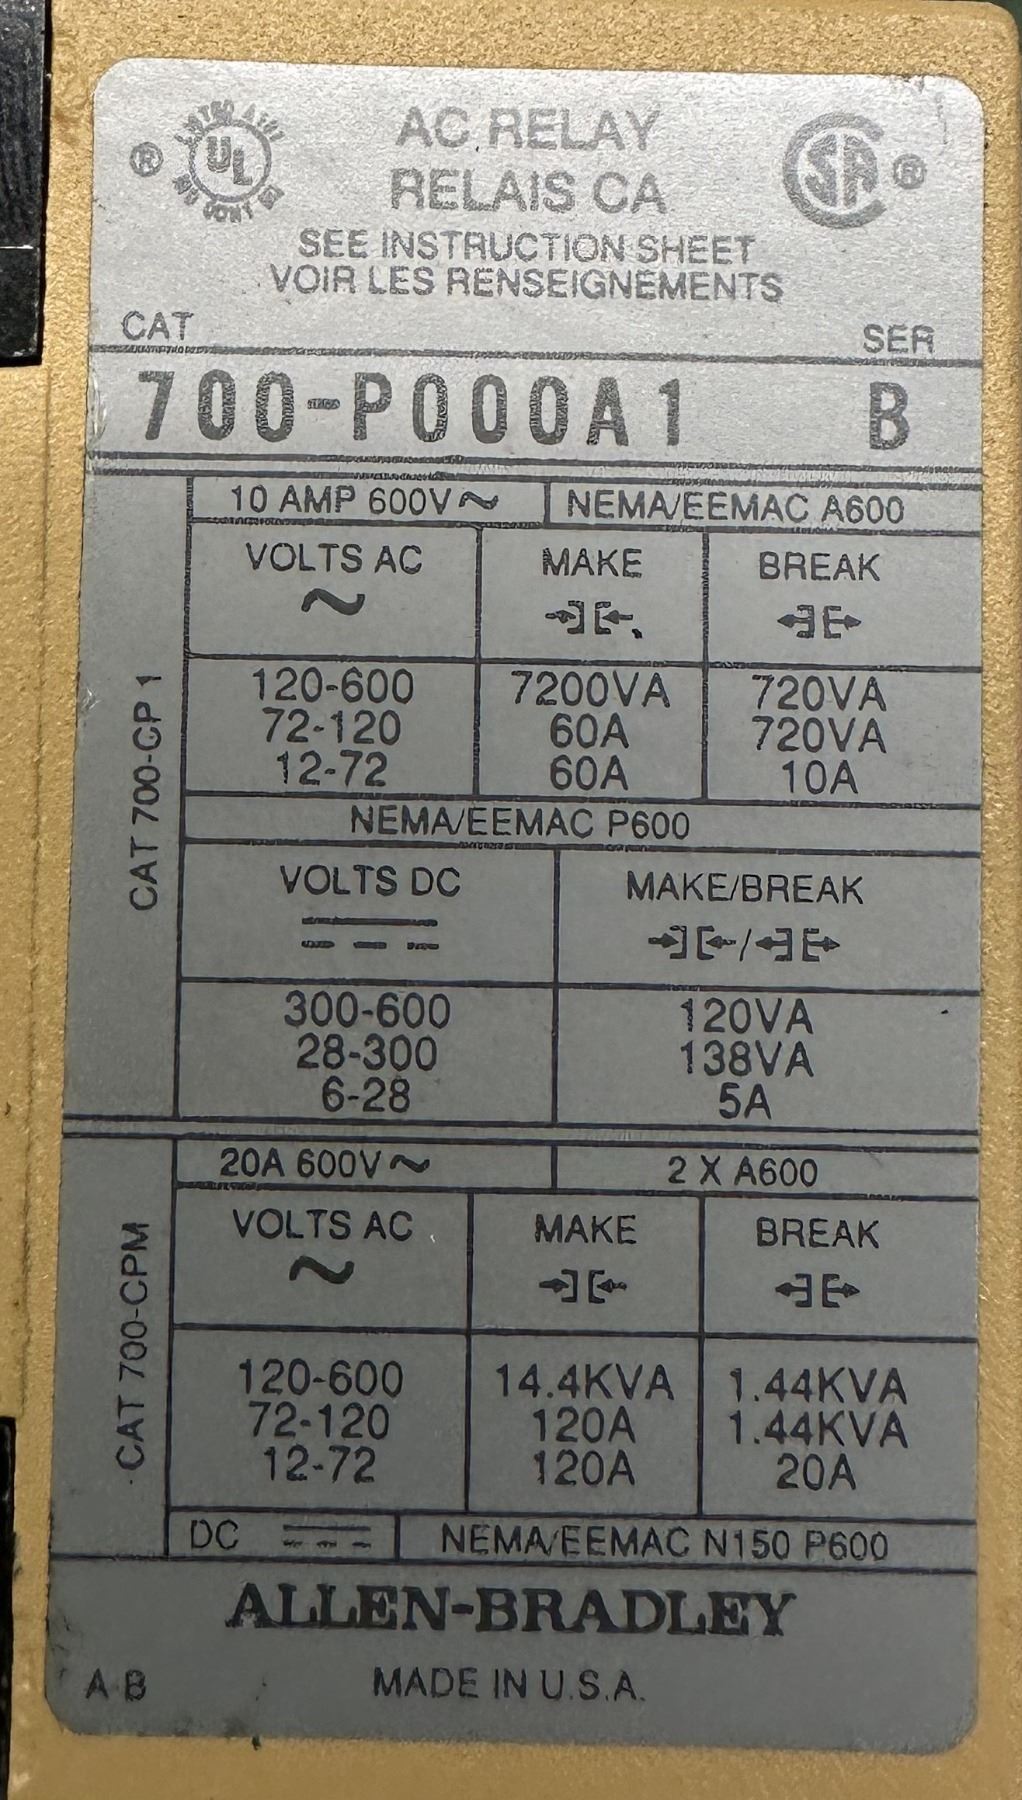 ® LISTED UL AC RELAY CSA ®
RELAIS CA
SEE INSTRUCTION SHEET
VOIR LES RENSEIGNEMENTS
CAT SER
700-P000A1 B
CAT 700-CP 1
10 AMP 600V~ NEMA/EEMAC A600
VOLTS AC MAKE BREAK
~
120-600 7200VA 720VA
72-120 60A 720VA
12-72 60A 10A
NEMA/EEMAC P600
VOLTS DC MAKE/BREAK
300-600 120VA
28-300 138VA
6-28 5A
CAT 700-CPM
20A 600V~ 2 X A600
VOLTS AC MAKE BREAK
~
120-600 14.4KVA 1.44KVA
72-120 120A 1.44KVA
12-72 120A 20A
DC NEMA/EEMAC N150 P600
ALLEN-BRADLEY
A B MADE IN U.S.A.